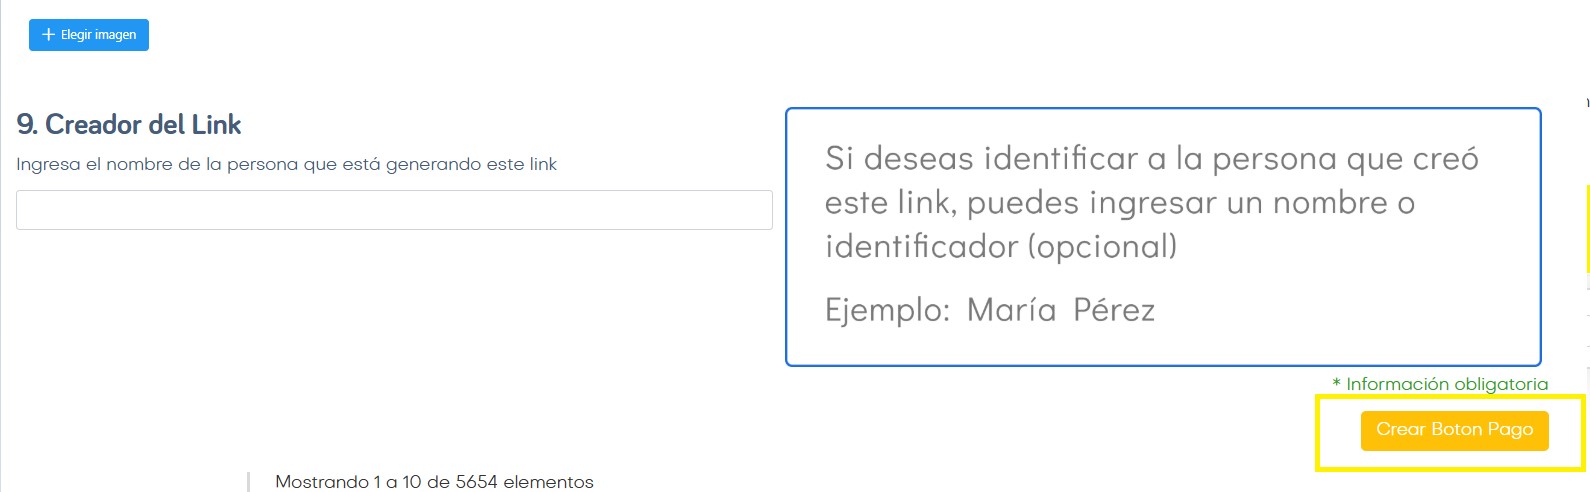 Elegir imagen
9. Creador del Link
Ingresa el nombre de la persona que está generando este link
Si deseas identificar a la persona que creó
este link, puedes ingresar un nombre o
identificador (opcional)
Ejemplo: María Pérez
* Información obligatoria
Crear Boton Pago
Mostrando 1 a 10 de 5654 elementos